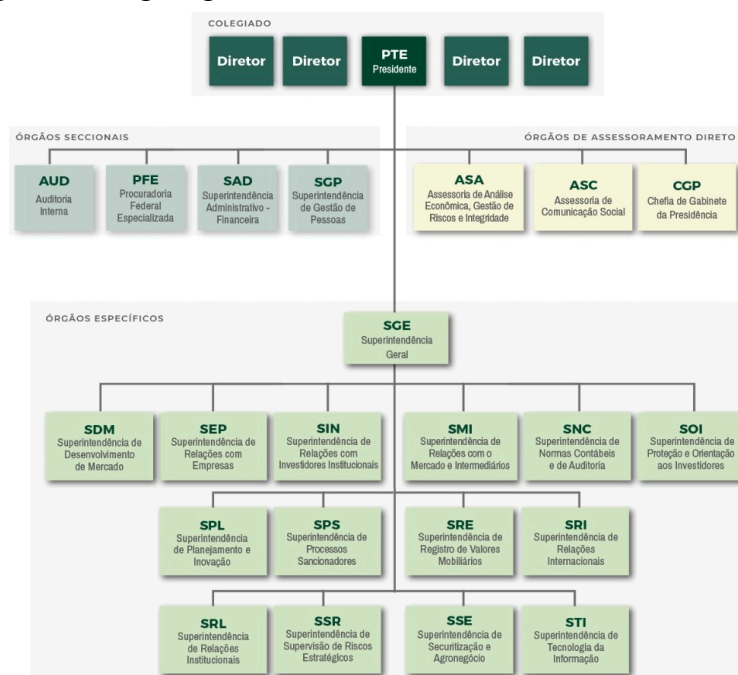 COLEGIADO
Diretor
Diretor
PTE
Presidente
Diretor
Diretor
ÓRGÃOS SECCIONAIS
ÓRGÃOS DE ASSESSORAMENTO DIRETO
AUD
Auditoria
Interna
PFE
Procuradoria
Federal
Especializada
SAD
Superintendência
Administrativo -
Financeira
SGP
Superintendência
de Gestão de
Pessoas
ASA
Assessoria de Análise
Econômica, Gestão de
Riscos e Integridade
ASC
Assessoria de
Comunicação Social
CGP
Chefia de Gabinete
da Presidência
ÓRGÃOS ESPECÍFICOS
SGE
Superintendência
Geral
SDM
Superintendência de
Desenvolvimento
de Mercado
SEP
Superintendência de
Relações com
Empresas
SIN
Superintendência de
Relações com
Investidores Institucionais
SMI
Superintendência de
Relações com o
Mercado e Intermediários
SNC
Superintendência de
Normas Contábeis
e de Auditoria
SOI
Superintendência de
Proteção e Orientação
aos Investidores
SPL
Superintendência
de Planejamento e
Inovação
SPS
Superintendência de
Processos
Sancionadores
SRE
Superintendência de
Registro de Valores
Mobiliários
SRI
Superintendência de
Relações
Internacionais
SRL
Superintendência
de Relações
Institucionais
SSR
Superintendência de
Supervisão de Riscos
Estratégicos
SSE
Superintendência de
Securitização e
Agronegócio
STI
Superintendência de
Tecnologia da
Informação